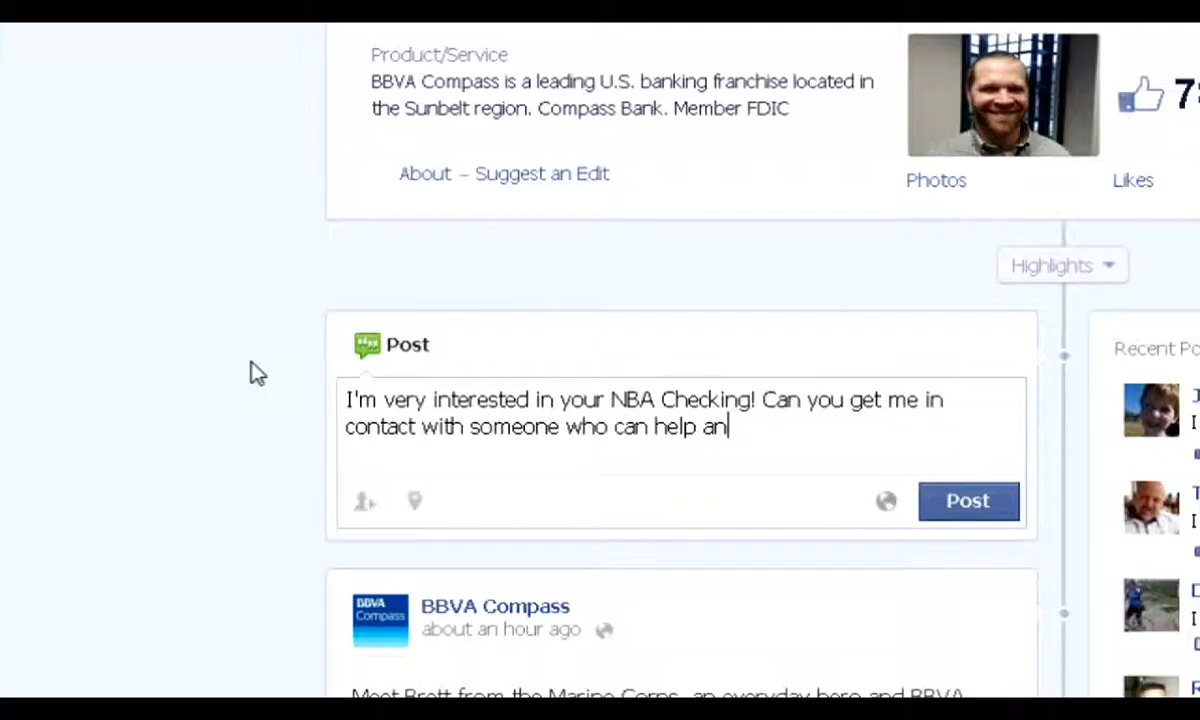 Product/Service
BBVA Compass is a leading U.S. banking franchise located in
the Sunbelt region. Compass Bank. Member FDIC
About – Suggest an Edit
Photos
Likes
Highlights
Post
I'm very interested in your NBA Checking! Can you get me in
contact with someone who can help an
Post
BBVA Compass
BBVA
Compass
about an hour ago
Meet Brett from the Marine Corps, an everyday hero and BBVA
Recent Po
I
I
I